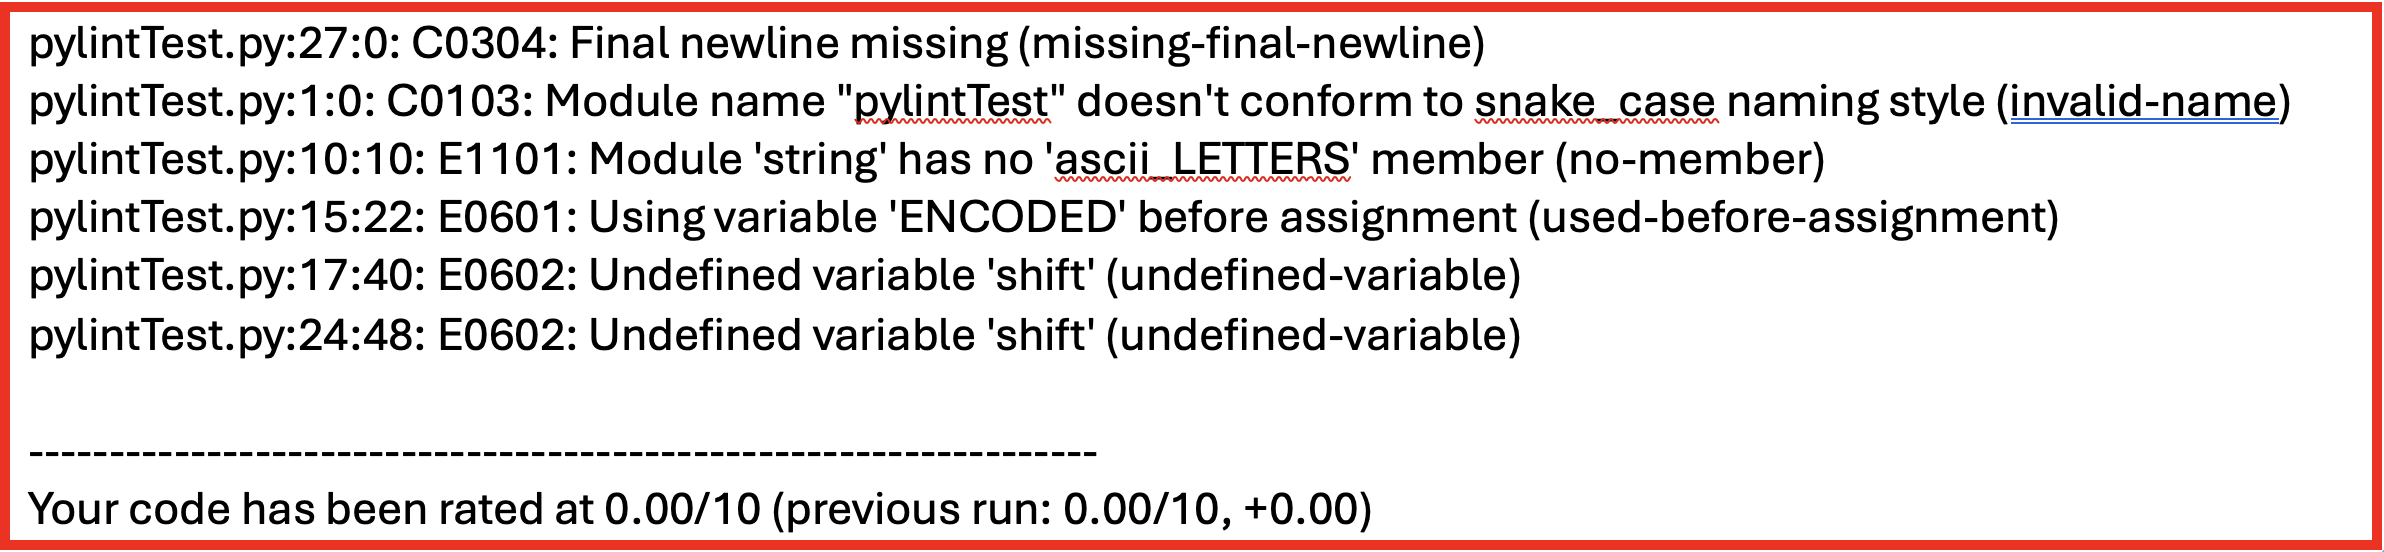 pylintTest.py:27:0: C0304: Final newline missing (missing-final-newline)
pylintTest.py:1:0: C0103: Module name "pylintTest" doesn't conform to snake_case naming style (invalid-name)
pylintTest.py:10:10: E1101: Module 'string' has no 'ascii_LETTERS' member (no-member)
pylintTest.py:15:22: E0601: Using variable 'ENCODED' before assignment (used-before-assignment)
pylintTest.py:17:40: E0602: Undefined variable 'shift' (undefined-variable)
pylintTest.py:24:48: E0602: Undefined variable 'shift' (undefined-variable)
-------------------------------------------------------------------
Your code has been rated at 0.00/10 (previous run: 0.00/10, +0.00)